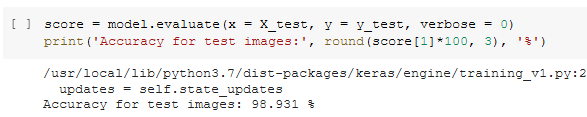 [ ] score = model.evaluate(x = X_test, y = y_test, verbose = 0)
print('Accuracy for test images:', round(score[1]*100, 3), '%')
/usr/local/lib/python3.7/dist-packages/keras/engine/training_v1.py:2
updates = self.state_updates
Accuracy for test images: 98.931 %